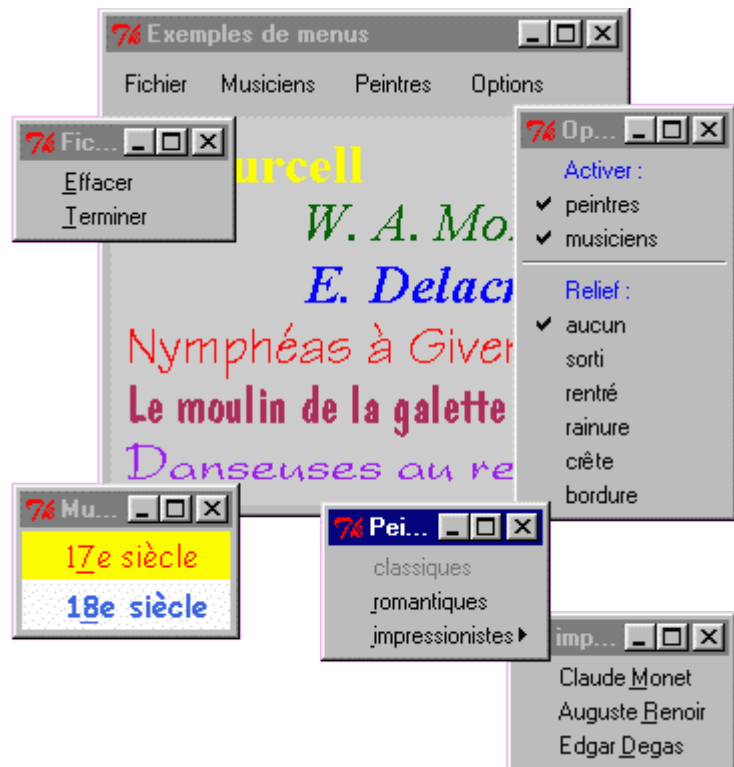 Exemples de menus
Fichier Musiciens Peintres Options
Fic...
Effacer
Terminer
Op...
Activer :
peintres
musiciens
Relief :
aucun
sorti
rentré
rainure
crête
bordure
urcell
W. A. Mo
E. Delacr
Nymphéas à Giver
Le moulin de la galette
Danseuses au re
Mu...
17e siècle
18e siècle
Pei...
classiques
romantiques
impressionistes
imp...
Claude Monet
Auguste Renoir
Edgar Degas